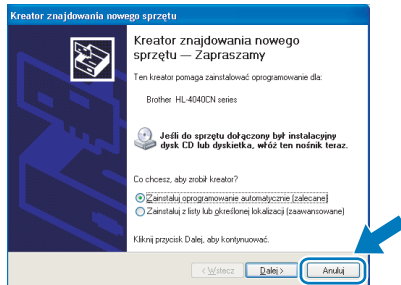 Kreator znajdowania nowego sprzętu
Kreator znajdowania nowego
sprzętu — Zapraszamy
Ten kreator pomaga zainstalować oprogramowanie dla:
Brother HL-4040CN series
Jeśli do sprzętu dołączony był instalacyjny
dysk CD lub dyskietka, włóż ten nośnik teraz.
Co chcesz, aby zrobił kreator?
Zainstaluj oprogramowanie automatycznie (zalecane)
Zainstaluj z listy lub określonej lokalizacji (zaawansowane)
Kliknij przycisk Dalej, aby kontynuować.
< Wstecz Dalej > Anuluj